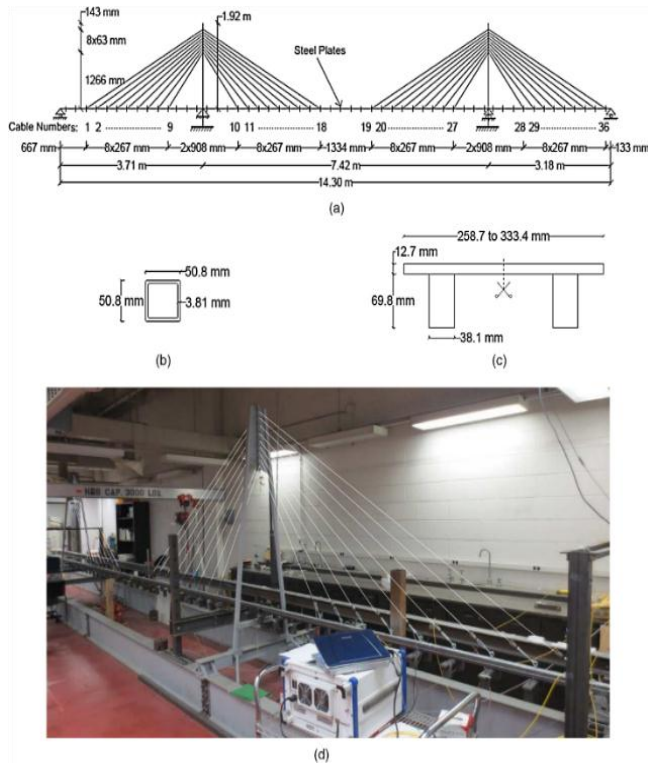 143 mm
1.92 m
8x63 mm
Steel Plates
1266 mm
Cable Numbers: 1 2 9 10 11 18 19 20 27 28 29 36
667 mm 8x267 mm 2x908 mm 8x267 mm 1334 mm 8x267 mm 2x908 mm 8x267 mm 133 mm
3.71 m 7.42 m 3.18 m
14.30 m
(a)
258.7 to 333.4 mm
12.7 mm
50.8 mm
50.8 mm 3.81 mm
69.8 mm
38.1 mm
(b) (c)
CAP. 3000 LBS.
(d)